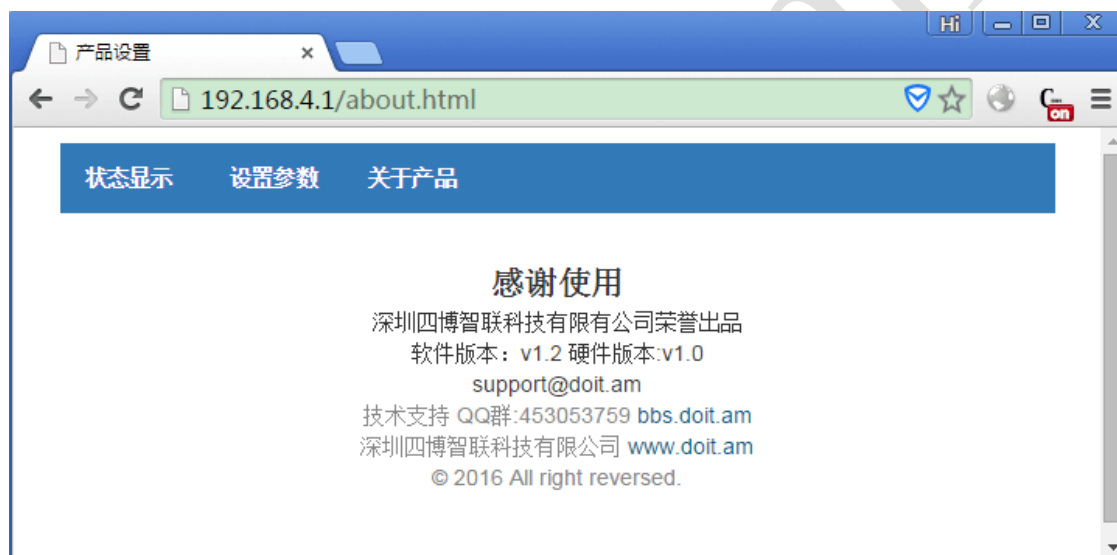 Hi
产品设置
192.168.4.1/about.html
on
状态显示 设置参数 关于产品
感谢使用
深圳四博智联科技有限有公司荣誉出品
软件版本：v1.2 硬件版本:v1.0
support@doit.am
技术支持 QQ群:453053759 bbs.doit.am
深圳四博智联科技有限公司 www.doit.am
© 2016 All right reversed.